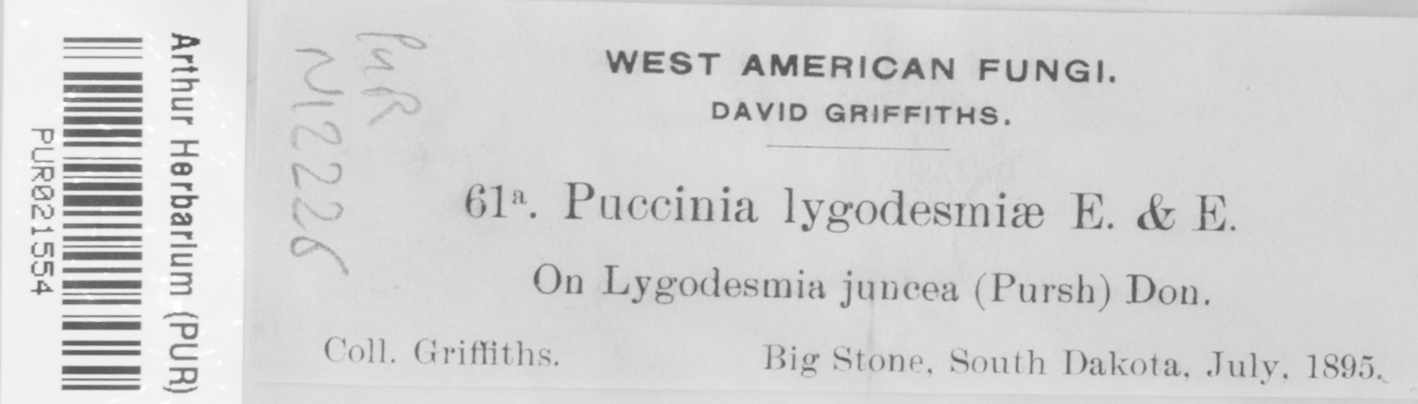 Arthur Herbarium (PUR)
PUR021554
PUR
N1222
WEST AMERICAN FUNGI.
DAVID GRIFFITHS.
61ª. Puccinia lygodesmiæ E. & E.
On Lygodesmia juncea (Pursh) Don.
Coll. Griffiths.
Big Stone, South Dakota, July, 1895.